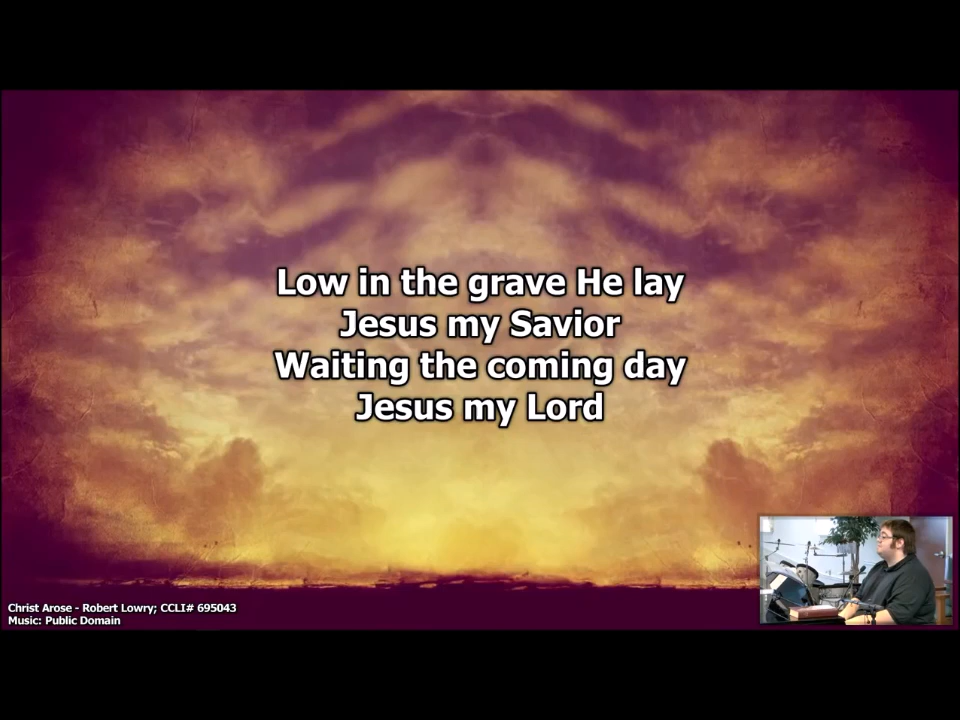 Low in the grave He lay
Jesus my Savior
Waiting the coming day
Jesus my Lord
Christ Arose - Robert Lowry; CCLI# 695043
Music: Public Domain